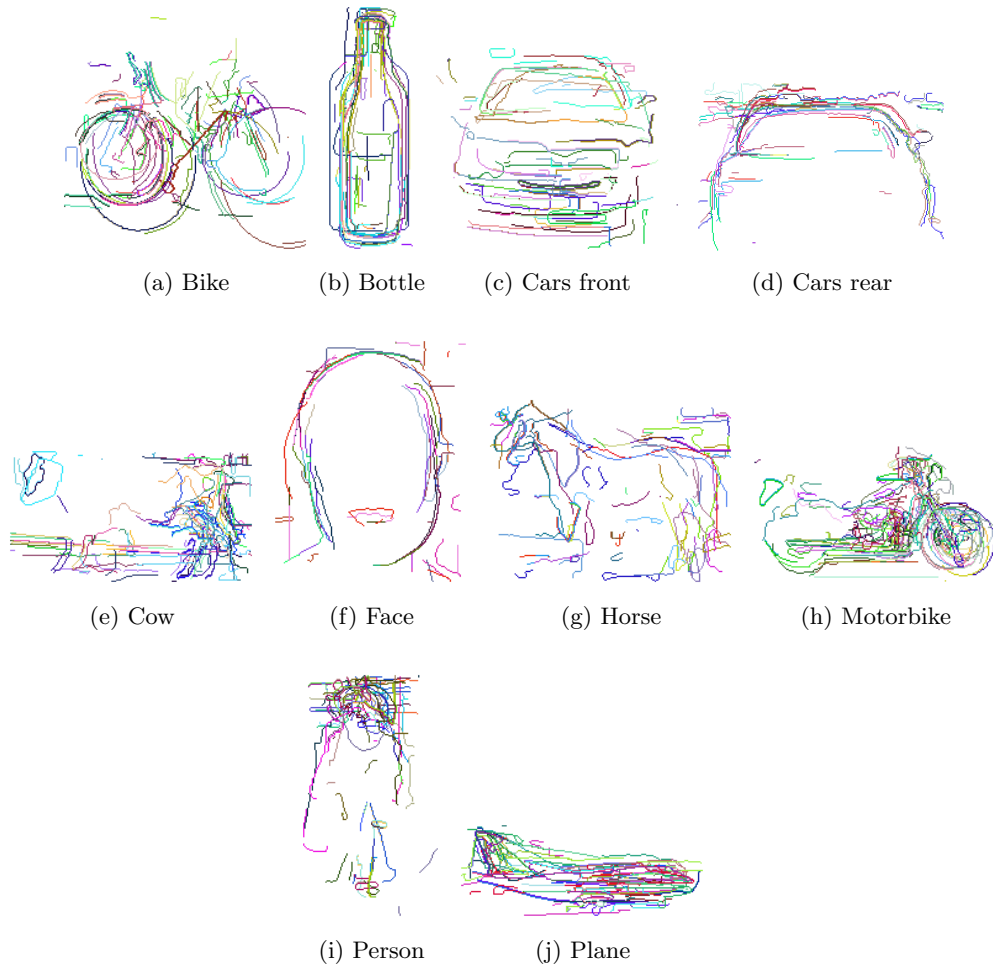 (a) Bike
(b) Bottle
(c) Cars front
(d) Cars rear
(e) Cow
(f) Face
(g) Horse
(h) Motorbike
(i) Person
(j) Plane